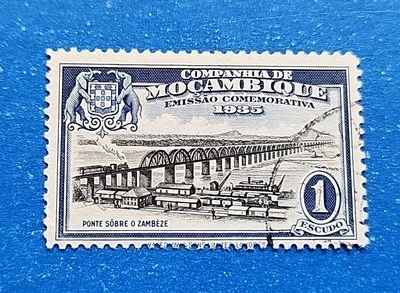 COMPANHIA DE
MOÇAMBIQUE
EMISSÃO COMEMORATIVA
1935
PONTE SÔBRE O ZAMBEZE
1
ESCUDO